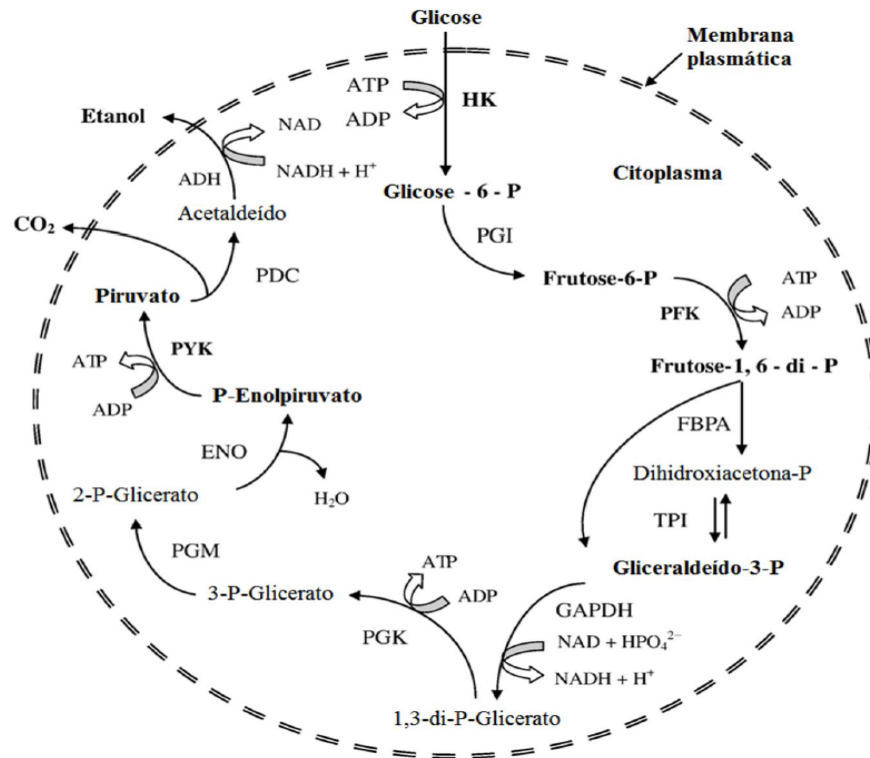 Glicose
Membrana
plasmática
ATP
HK
ADP
Etanol
NAD
NADH + H⁺
ADH
Acetaldeído
Citoplasma
Glicose - 6 - P
CO₂
PGI
PDC
Piruvato
Frutose-6-P
ATP
PFK
ADP
PYK
ATP
ADP
Frutose-1, 6 - di - P
P-Enolpiruvato
FBPA
ENO
Dihidroxiacetona-P
2-P-Glicerato
H₂O
TPI
PGM
ATP
Gliceraldeído-3-P
3-P-Glicerato
ADP
GAPDH
PGK
NAD + HPO₄²⁻
NADH + H⁺
1,3-di-P-Glicerato